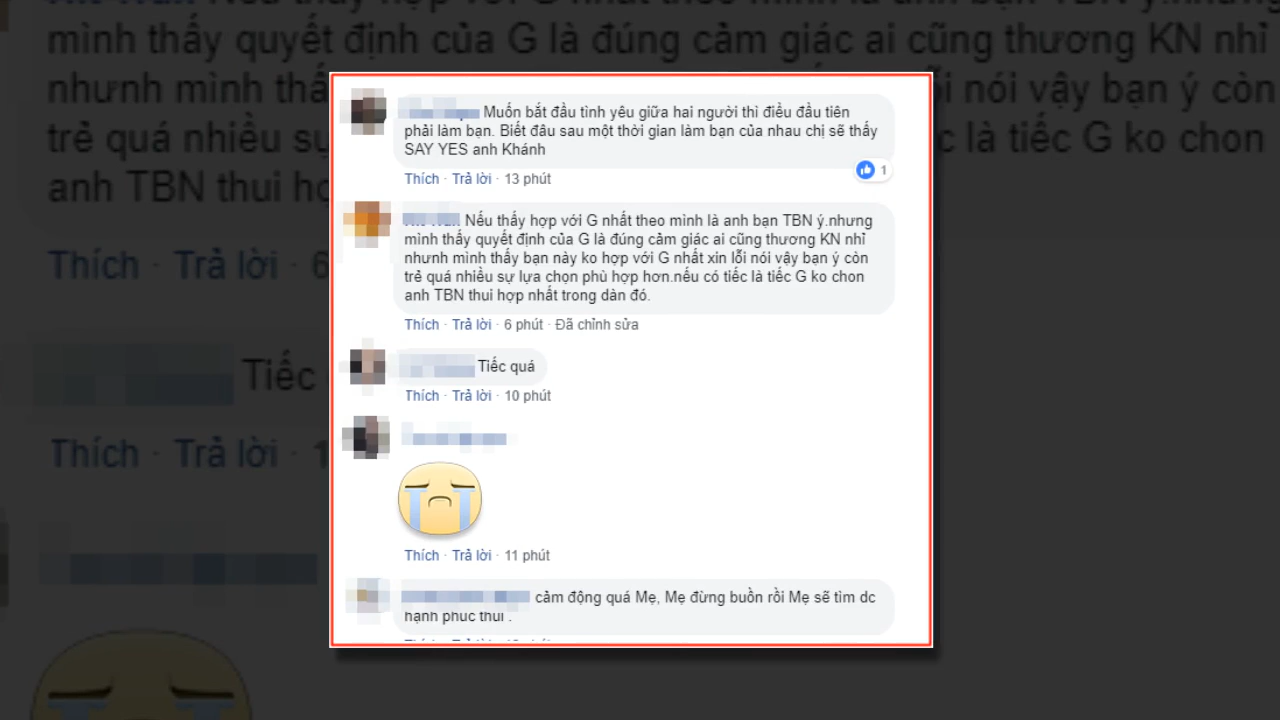 Muốn bắt đầu tình yêu giữa hai người thì điều đầu tiên
phải làm bạn. Biết đâu sau một thời gian làm bạn của nhau chị sẽ thấy
SAY YES anh Khánh
Thích · Trả lời · 13 phút
1
Nếu thấy hợp với G nhất theo mình là anh bạn TBN ý.nhưng
mình thấy quyết định của G là đúng cảm giác ai cũng thương KN nhỉ
nhưnh mình thấy bạn này ko hợp với G nhất xin lỗi nói vậy bạn ý còn
trẻ quá nhiều sự lựa chọn phù hợp hơn.nếu có tiếc là tiếc G ko chon
anh TBN thui hợp nhất trong dàn đó.
Thích · Trả lời · 6 phút · Đã chỉnh sửa
Tiếc quá
Thích · Trả lời · 10 phút
Thích · Trả lời · 11 phút
cảm động quá Mẹ, Mẹ đừng buồn rồi Mẹ sẽ tìm dc
hạnh phuc thui .
mình thấy quyết định của G là đúng cảm giác ai cũng thương KN nhỉ
nhưnh mình thấ
ỗi nói vậy bạn ý còn
trẻ quá nhiều sự
c là tiếc G ko chon
anh TBN thui hợ
Thích · Trả lời · 6
Tiếc
Thích · Trả lời · 1